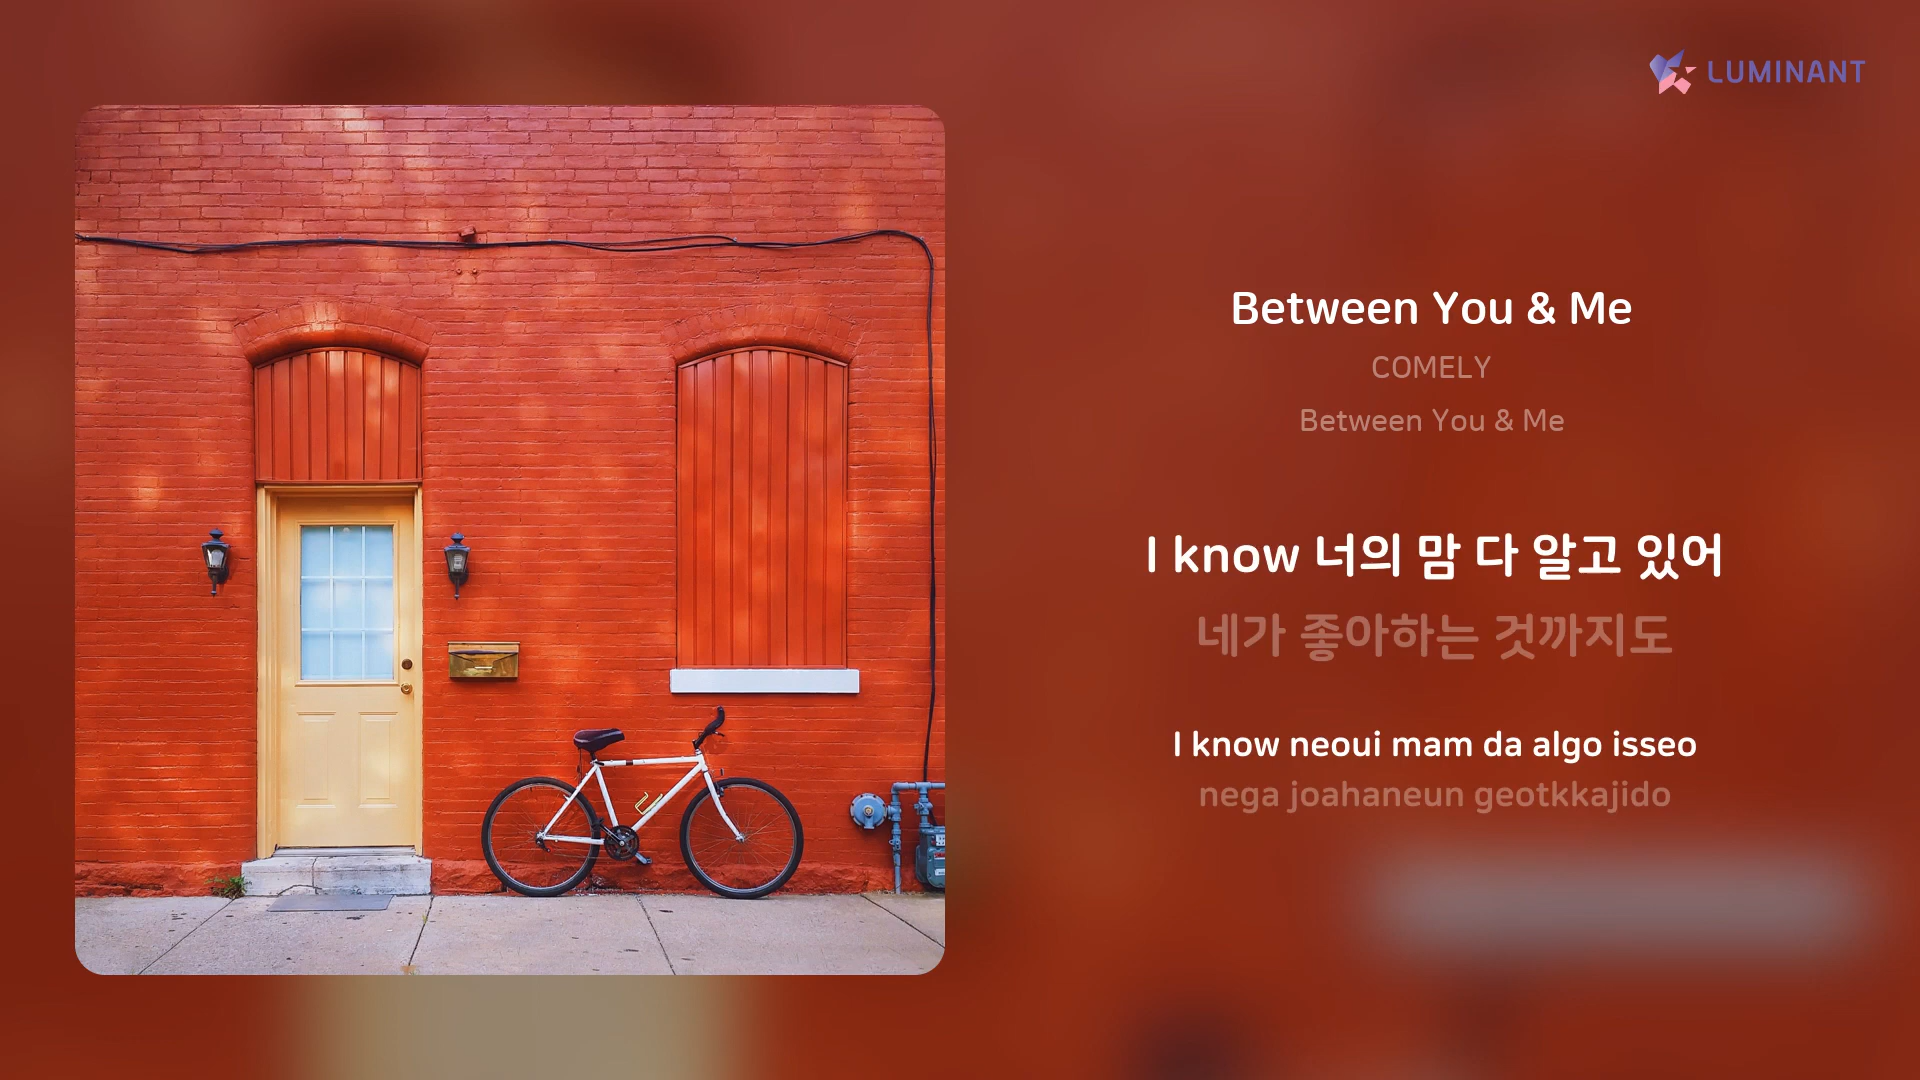 LUMINANT
Between You & Me
COMELY
Between You & Me
I know 너의 맘 다 알고 있어
네가 좋아하는 것까지도
I know neoui mam da algo isseo
nega joahaneun geotkkajido